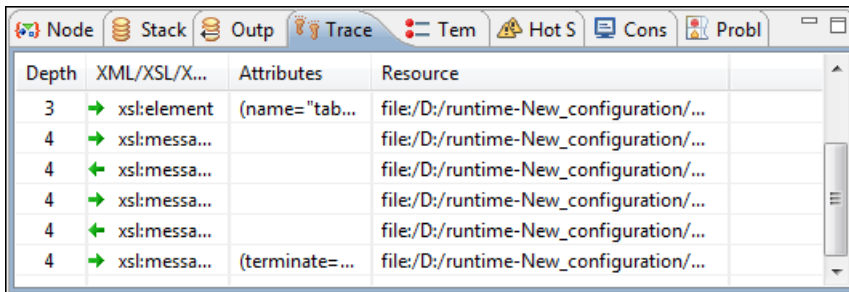 Node Stack Outp Trace Tem Hot S Cons Probl
Depth XML/XSL/X... Attributes Resource
3 xsl:element (name="tab... file:/D:/runtime-New_configuration/...
4 xsl:messa... file:/D:/runtime-New_configuration/...
4 xsl:messa... file:/D:/runtime-New_configuration/...
4 xsl:messa... file:/D:/runtime-New_configuration/...
4 xsl:messa... file:/D:/runtime-New_configuration/...
4 xsl:messa... (terminate=... file:/D:/runtime-New_configuration/...